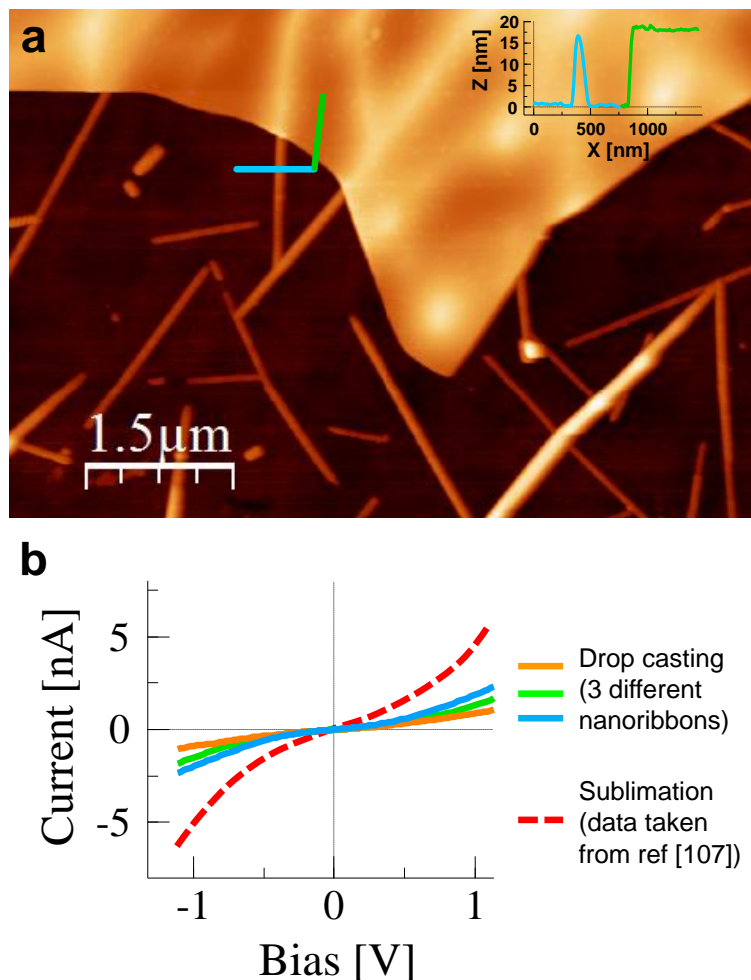 a
20
15
10
5
0
Z [nm]
0 500 1000
X [nm]
1.5µm
b
5
0
-5
Current [nA]
-1 0 1
Bias [V]
Drop casting
(3 different
nanoribbons)
Sublimation
(data taken
from ref [107])